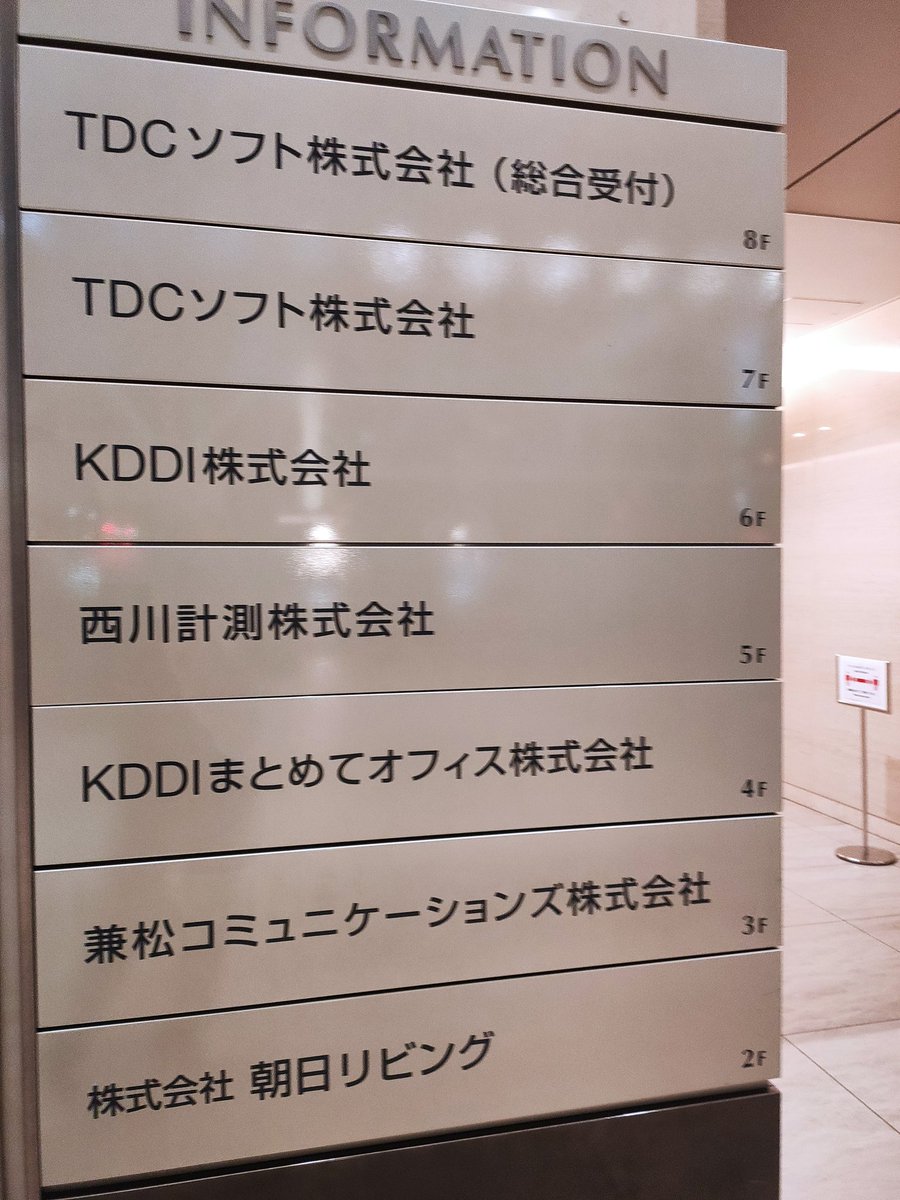 INFORMATION
TDCソフト株式会社（総合受付）
8F
TDCソフト株式会社
7F
KDDI株式会社
6F
西川計測株式会社
5F
KDDIまとめてオフィス株式会社
4F
兼松コミュニケーションズ株式会社
3F
株式会社 朝日リビング
2F